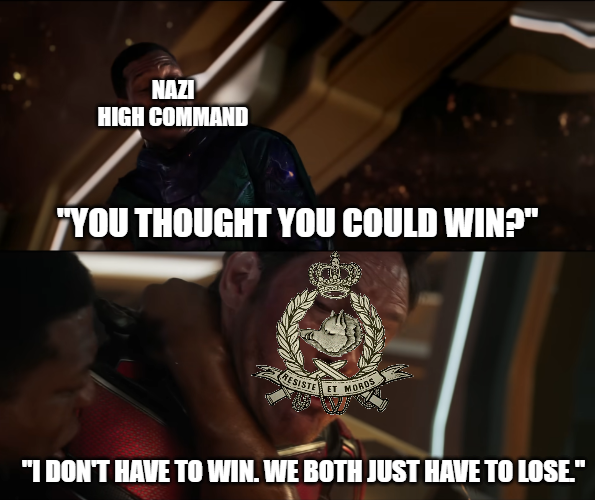 NAZI
HIGH COMMAND
"YOU THOUGHT YOU COULD WIN?"
RESISTE ET MORDS
"I DON'T HAVE TO WIN. WE BOTH JUST HAVE TO LOSE."